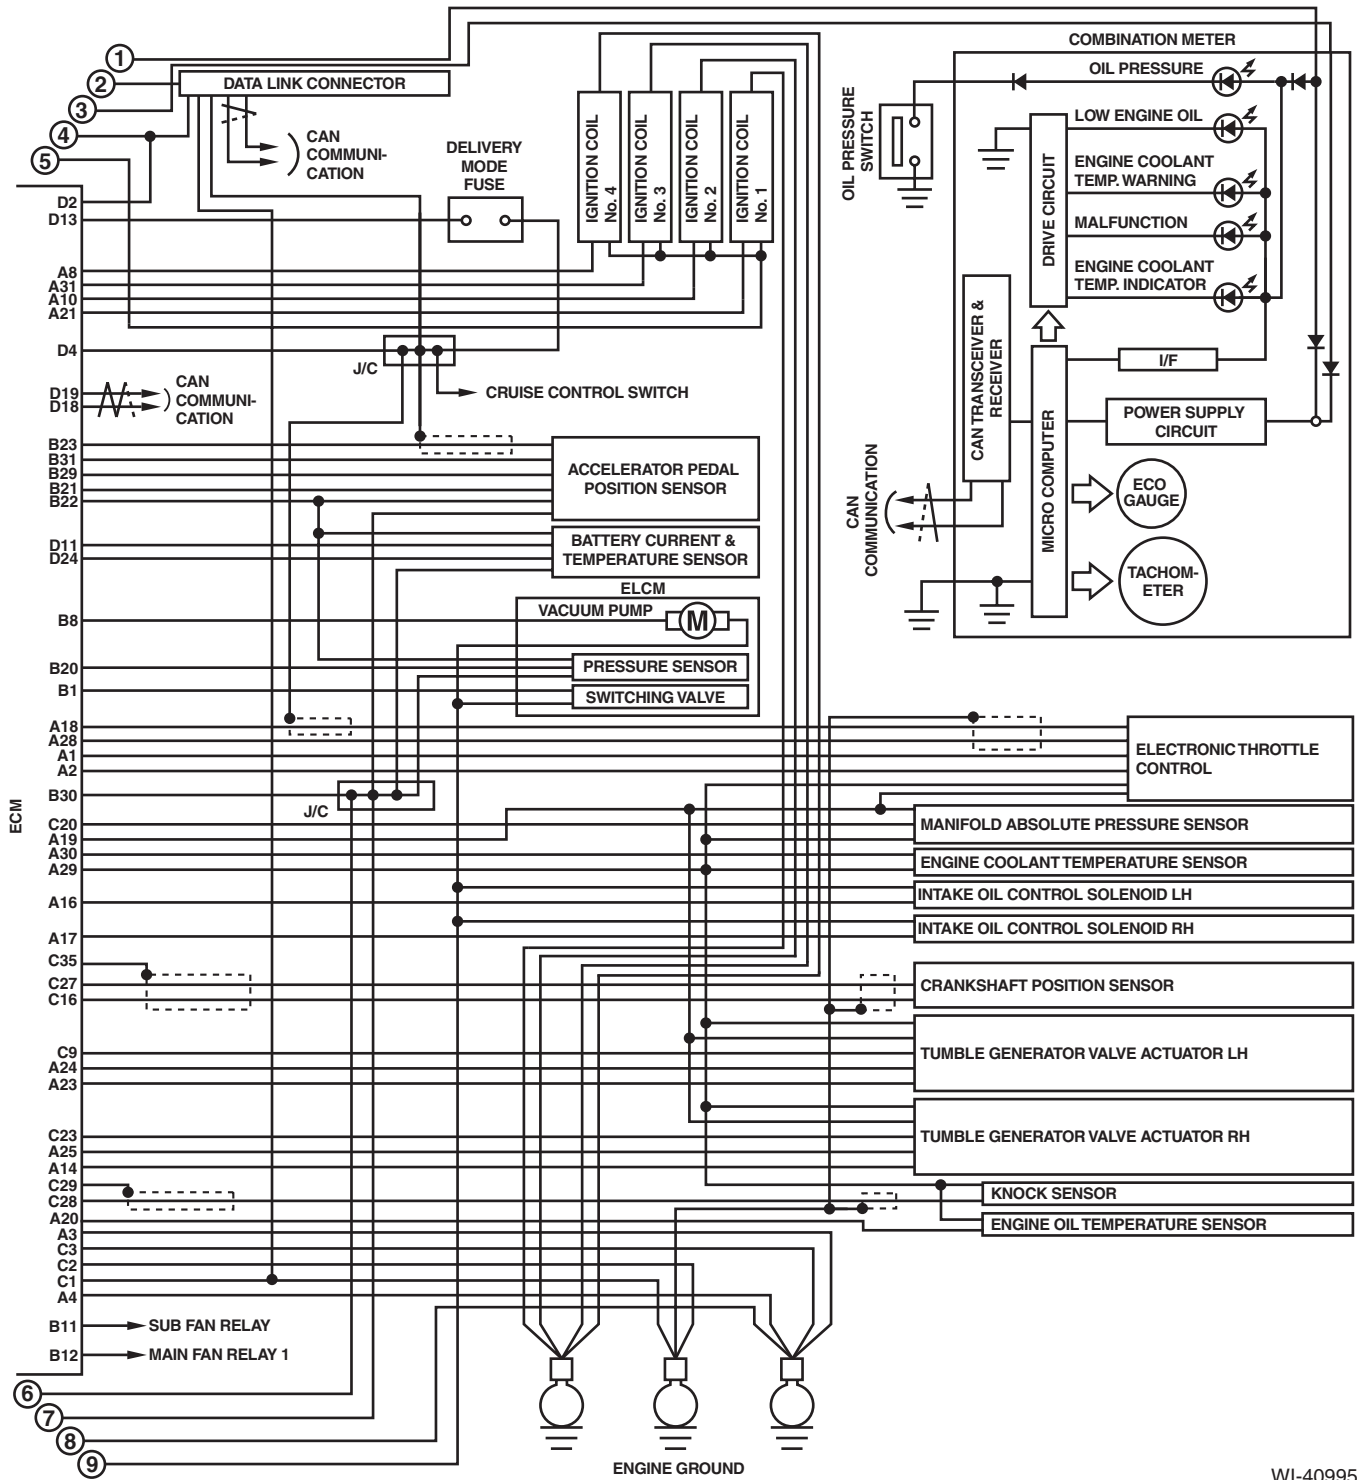 COMBINATION METER
1
2
DATA LINK CONNECTOR
3
4
5
CAN
COMMUNI-
CATION
DELIVERY
MODE
FUSE
IGNITION COIL
No. 4
IGNITION COIL
No. 3
IGNITION COIL
No. 2
IGNITION COIL
No. 1
OIL PRESSURE
SWITCH
OIL PRESSURE
LOW ENGINE OIL
ENGINE COOLANT
TEMP. WARNING
MALFUNCTION
ENGINE COOLANT
TEMP. INDICATOR
DRIVE CIRCUIT
CAN TRANSCEIVER &
RECEIVER
I/F
MICRO COMPUTER
POWER SUPPLY
CIRCUIT
ECO
GAUGE
TACHOM-
ETER
CAN
COMMUNICATION
D2
D13
A8
A31
A10
A21
D4
J/C
CRUISE CONTROL SWITCH
D19
D18
CAN
COMMUNI-
CATION
B23
B31
B29
B21
B22
ACCELERATOR PEDAL
POSITION SENSOR
D11
D24
BATTERY CURRENT &
TEMPERATURE SENSOR
ELCM
B8
VACUUM PUMP
M
B20
PRESSURE SENSOR
B1
SWITCHING VALVE
A18
A28
A1
A2
ELECTRONIC THROTTLE
CONTROL
B30
J/C
ECM
C20
A19
MANIFOLD ABSOLUTE PRESSURE SENSOR
A30
A29
ENGINE COOLANT TEMPERATURE SENSOR
A16
INTAKE OIL CONTROL SOLENOID LH
A17
INTAKE OIL CONTROL SOLENOID RH
C35
C27
C16
CRANKSHAFT POSITION SENSOR
C9
A24
A23
TUMBLE GENERATOR VALVE ACTUATOR LH
C23
A25
A14
TUMBLE GENERATOR VALVE ACTUATOR RH
C29
C28
KNOCK SENSOR
A20
ENGINE OIL TEMPERATURE SENSOR
A3
C3
C2
C1
A4
B11
SUB FAN RELAY
B12
MAIN FAN RELAY 1
6
7
8
9
ENGINE GROUND
WI-40995